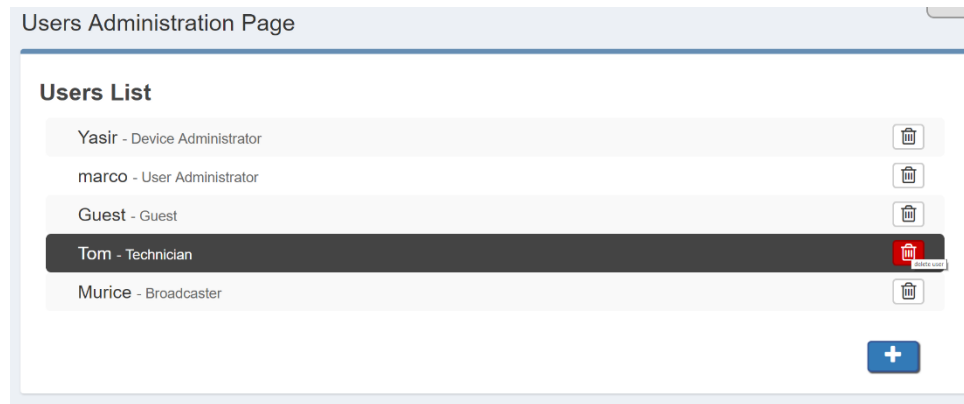 Users Administration Page
Users List
Yasir - Device Administrator
marco - User Administrator
Guest - Guest
Tom - Technician
delete user
Murice - Broadcaster